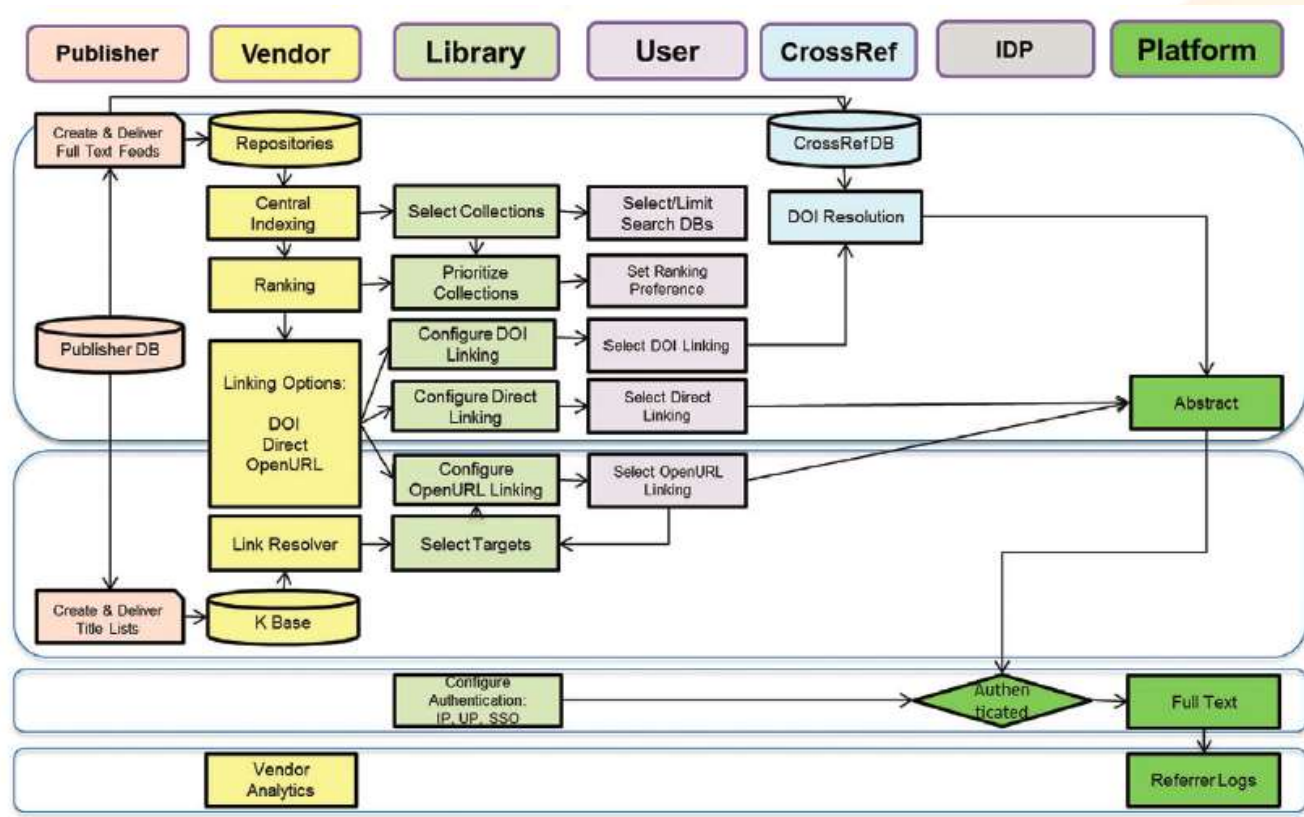 Publisher
Vendor
Library
User
CrossRef
IDP
Platform
Create & Deliver
Full Text Feeds
Repositories
CrossRefDB
Central
Indexing
Select Collections
Select/Limit
Search DBs
DOI Resolution
Ranking
Prioritize
Collections
Set Ranking
Preference
Publisher DB
Linking Options:
DOI
Direct
OpenURL
Configure DOI
Linking
Select DOI Linking
Configure Direct
Linking
Select Direct
Linking
Abstract
Configure
OpenURL Linking
Select OpenURL
Linking
Link Resolver
Select Targets
Create & Deliver
Title Lists
K Base
Configure
Authentication:
IP, UP, SSO
Authen
ticated
Full Text
Vendor
Analytics
Referrer Logs